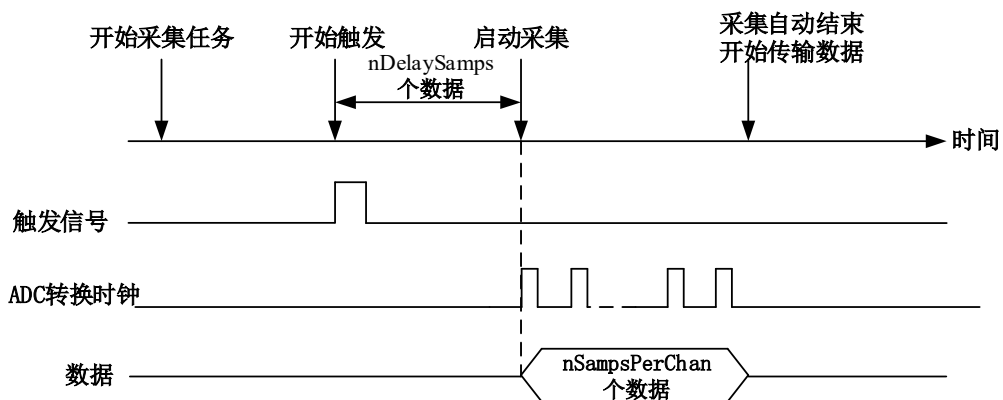 开始采集任务
开始触发
启动采集
采集自动结束
开始传输数据
nDelaySamps
个数据
时间
触发信号
ADC转换时钟
数据
nSampsPerChan
个数据